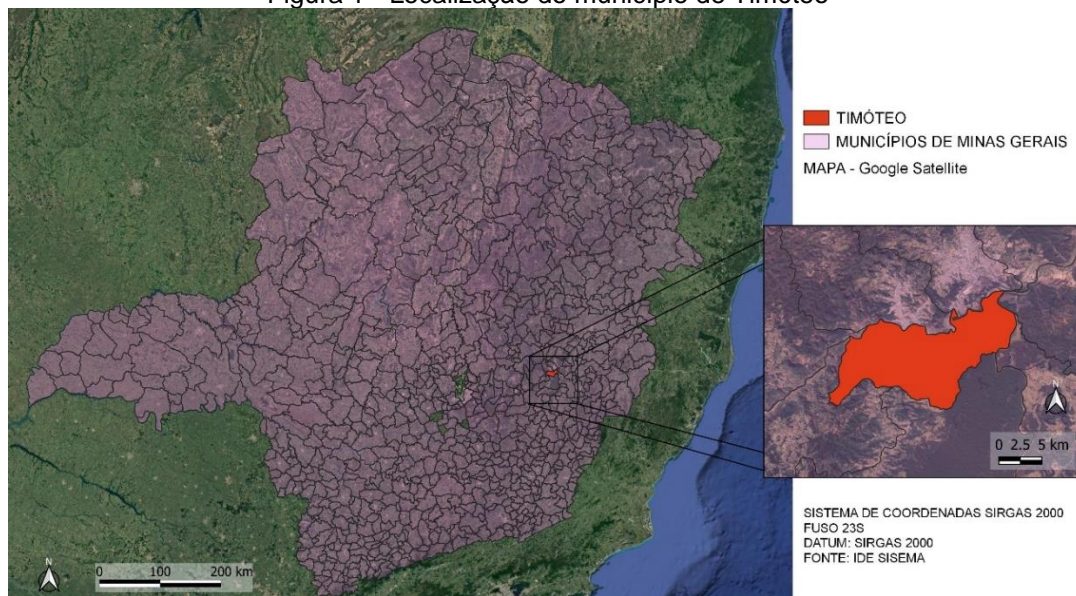 Figura 1 - Localização do município de Timóteo
TIMÓTEO
MUNICÍPIOS DE MINAS GERAIS
MAPA - Google Satellite
0 2.5 5 km
SISTEMA DE COORDENADAS SIRGAS 2000
FUSO 23S
DATUM: SIRGAS 2000
FONTE: IDE SISEMA
N
0 100 200 km